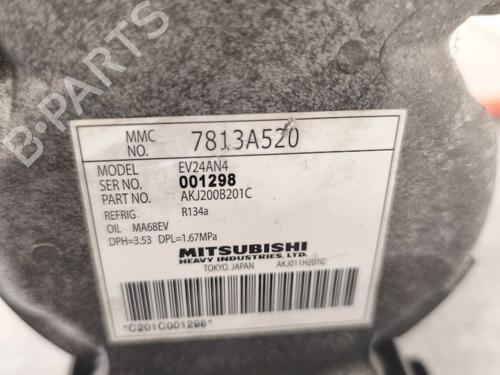 B-PARTS
MMC NO. 7813A520
MODEL EV24AN4
SER NO. 001298
PART NO. AKJ200B201C
REFRIG R134a
OIL MA68EV
DPH=3.53 DPL=1.67MPa
MITSUBISHI
HEAVY INDUSTRIES, LTD.
TOKYO. JAPAN AKJ011H201G
*C201C001298*